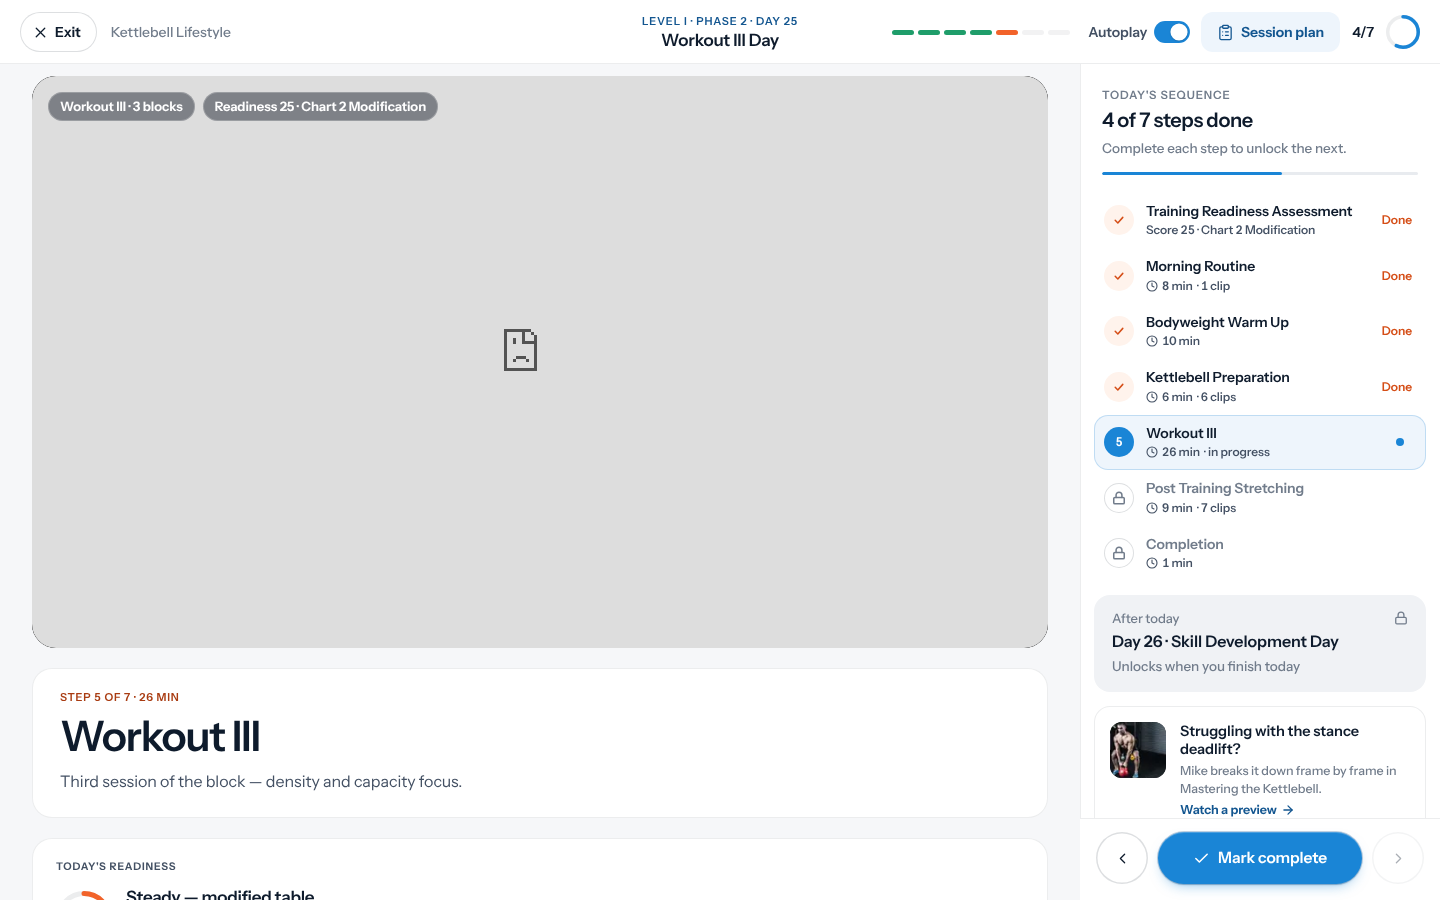 Exit
Kettlebell Lifestyle
LEVEL I · PHASE 2 · DAY 25
Workout III Day
Autoplay
Session plan
4/7
Workout III · 3 blocks
Readiness 25 · Chart 2 Modification
STEP 5 OF 7 · 26 MIN
Workout III
Third session of the block — density and capacity focus.
TODAY'S READINESS
Steady — modified table
TODAY'S SEQUENCE
4 of 7 steps done
Complete each step to unlock the next.
Training Readiness Assessment
Score 25 · Chart 2 Modification
Done
Morning Routine
8 min · 1 clip
Done
Bodyweight Warm Up
10 min
Done
Kettlebell Preparation
6 min · 6 clips
Done
5
Workout III
26 min · in progress
Post Training Stretching
9 min · 7 clips
Completion
1 min
After today
Day 26 · Skill Development Day
Unlocks when you finish today
Struggling with the stance
deadlift?
Mike breaks it down frame by frame in
Mastering the Kettlebell.
Watch a preview →
Mark complete